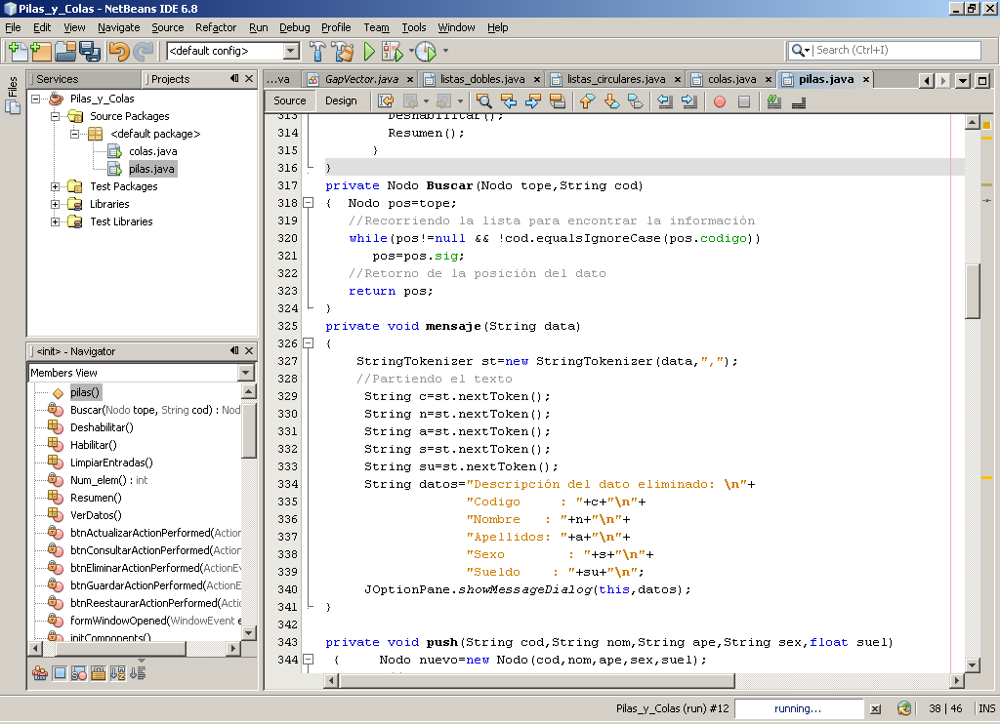 Pilas_y_Colas - NetBeans IDE 6.8
File Edit View Navigate Source Refactor Run Debug Profile Team Tools Window Help
<default config>
Search (Ctrl+I)
Files
Services
Projects
Pilas_y_Colas
Source Packages
<default package>
colas.java
pilas.java
Test Packages
Libraries
Test Libraries
<init> - Navigator
Members View
pilas()
Buscar(Nodo tope, String cod) : Nod
Deshabilitar()
Habilitar()
LimpiarEntradas()
Num_elem() : int
Resumen()
VerDatos()
btnActualizarActionPerformed(Action
btnConsultarActionPerformed(Action
btnEliminarActionPerformed(ActionEv
btnGuardarActionPerformed(ActionE
btnReestaurarActionPerformed(Actio
formWindowOpened(WindowEvent e
initComponents()
...va GapVector.java listas_dobles.java listas_circulares.java colas.java pilas.java
Source Design
313 Deshabilitar();
314 Resumen();
315 }
316 }
317 private Nodo Buscar(Nodo tope,String cod)
318 { Nodo pos=tope;
319 //Recorriendo la lista para encontrar la información
320 while(pos!=null && !cod.equalsIgnoreCase(pos.codigo))
321 pos=pos.sig;
322 //Retorno de la posición del dato
323 return pos;
324 }
325 private void mensaje(String data)
326 {
327 StringTokenizer st=new StringTokenizer(data,",");
328 //Partiendo el texto
329 String c=st.nextToken();
330 String n=st.nextToken();
331 String a=st.nextToken();
332 String s=st.nextToken();
333 String su=st.nextToken();
334 String datos="Descripción del dato eliminado: \n"+
335 "Codigo     : "+c+"\n"+
336 "Nombre   : "+n+"\n"+
337 "Apellidos: "+a+"\n"+
338 "Sexo        : "+s+"\n"+
339 "Sueldo    : "+su+"\n";
340 JOptionPane.showMessageDialog(this,datos);
341 }
342
343 private void push(String cod,String nom,String ape,String sex,float suel)
344 { Nodo nuevo=new Nodo(cod,nom,ape,sex,suel);
Pilas_y_Colas (run) #12 running... 38 | 46 INS